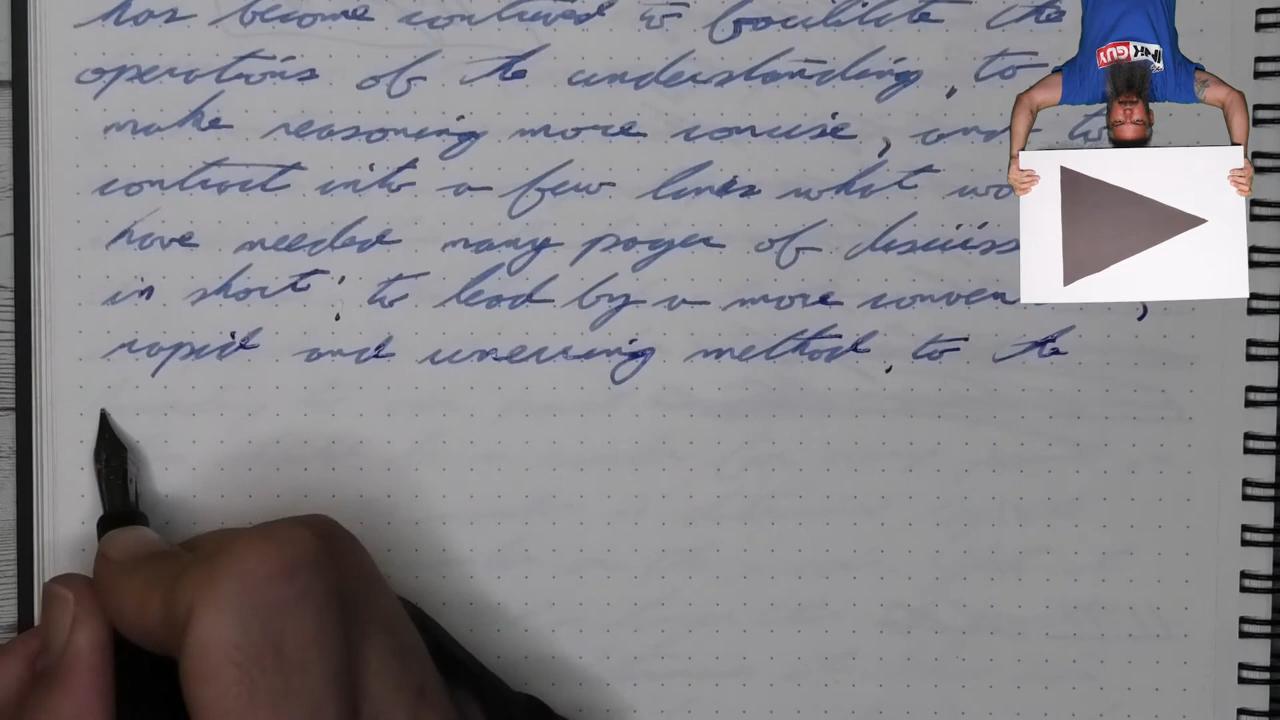 has become contrived to facilitate the
operations of the understanding, to
make reasoning more concise, and to
contract into a few lines what wo
have needed many pages of discuss
in short; to lead by a more conven ,
rapid and unerring method, to the
INK GUY